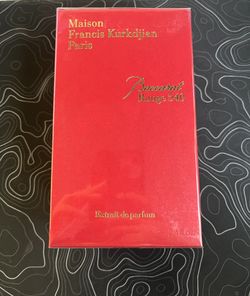 Maison
Francis Kurkdjian
Paris
Baccarat
Rouge 540
Extrait de parfum